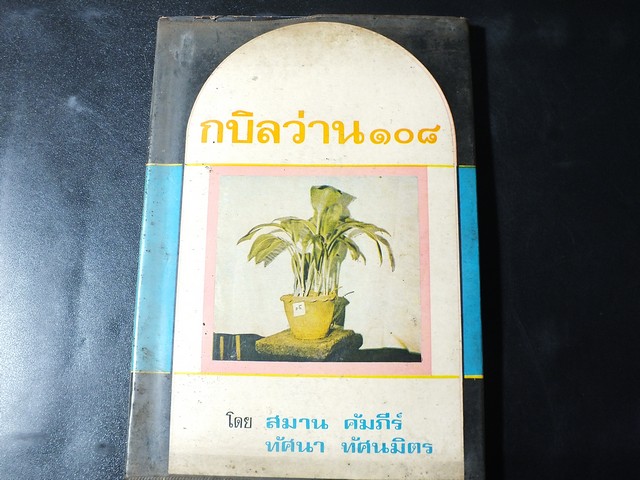 กบิลว่าน๑๐๘
โดย สมาน คัมภีร์
ทัศนา ทัศนมิตร